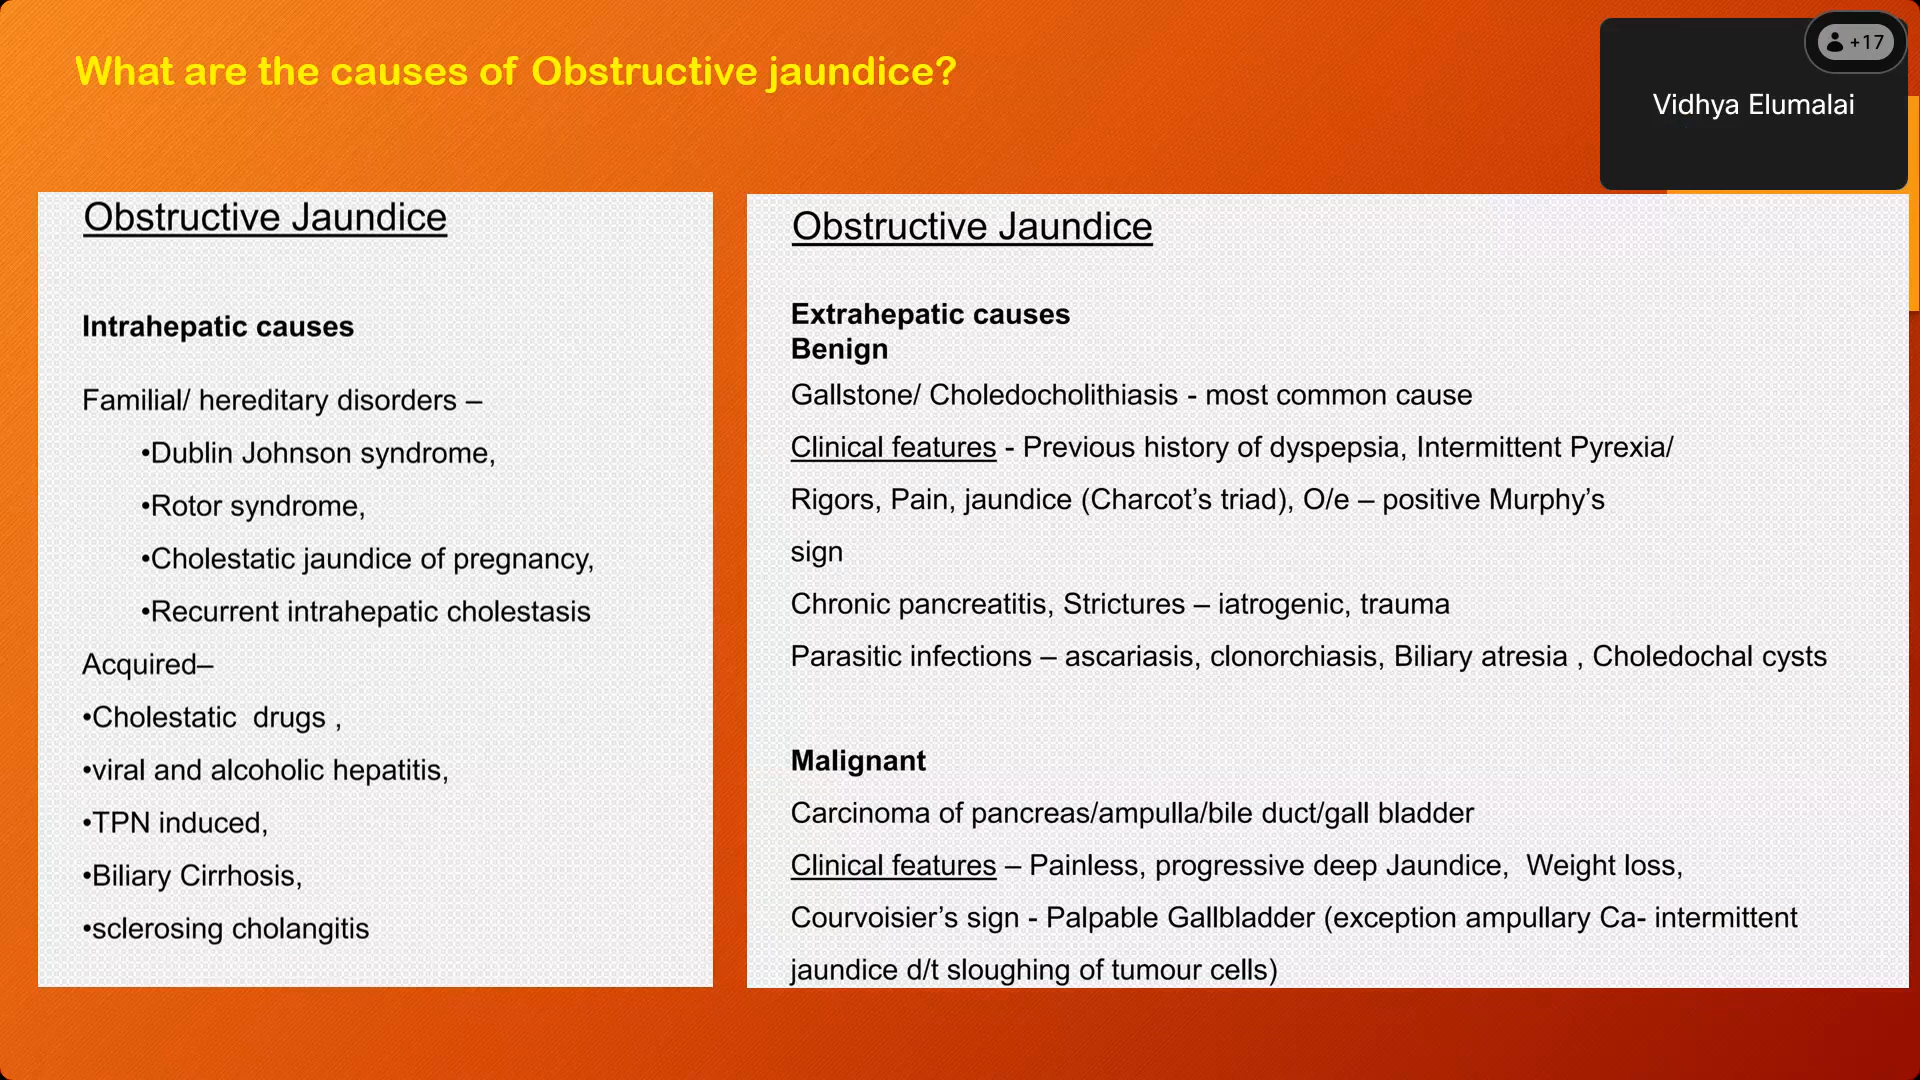 What are the causes of Obstructive jaundice?
+17
Vidhya Elumalai
Obstructive Jaundice
Intrahepatic causes
Familial/ hereditary disorders –
•Dublin Johnson syndrome,
•Rotor syndrome,
•Cholestatic jaundice of pregnancy,
•Recurrent intrahepatic cholestasis
Acquired–
•Cholestatic  drugs ,
•viral and alcoholic hepatitis,
•TPN induced,
•Biliary Cirrhosis,
•sclerosing cholangitis
Obstructive Jaundice
Extrahepatic causes
Benign
Gallstone/ Choledocholithiasis - most common cause
Clinical features - Previous history of dyspepsia, Intermittent Pyrexia/
Rigors, Pain, jaundice (Charcot’s triad), O/e – positive Murphy’s
sign
Chronic pancreatitis, Strictures – iatrogenic, trauma
Parasitic infections – ascariasis, clonorchiasis, Biliary atresia , Choledochal cysts
Malignant
Carcinoma of pancreas/ampulla/bile duct/gall bladder
Clinical features – Painless, progressive deep Jaundice,  Weight loss,
Courvoisier’s sign - Palpable Gallbladder (exception ampullary Ca- intermittent
jaundice d/t sloughing of tumour cells)